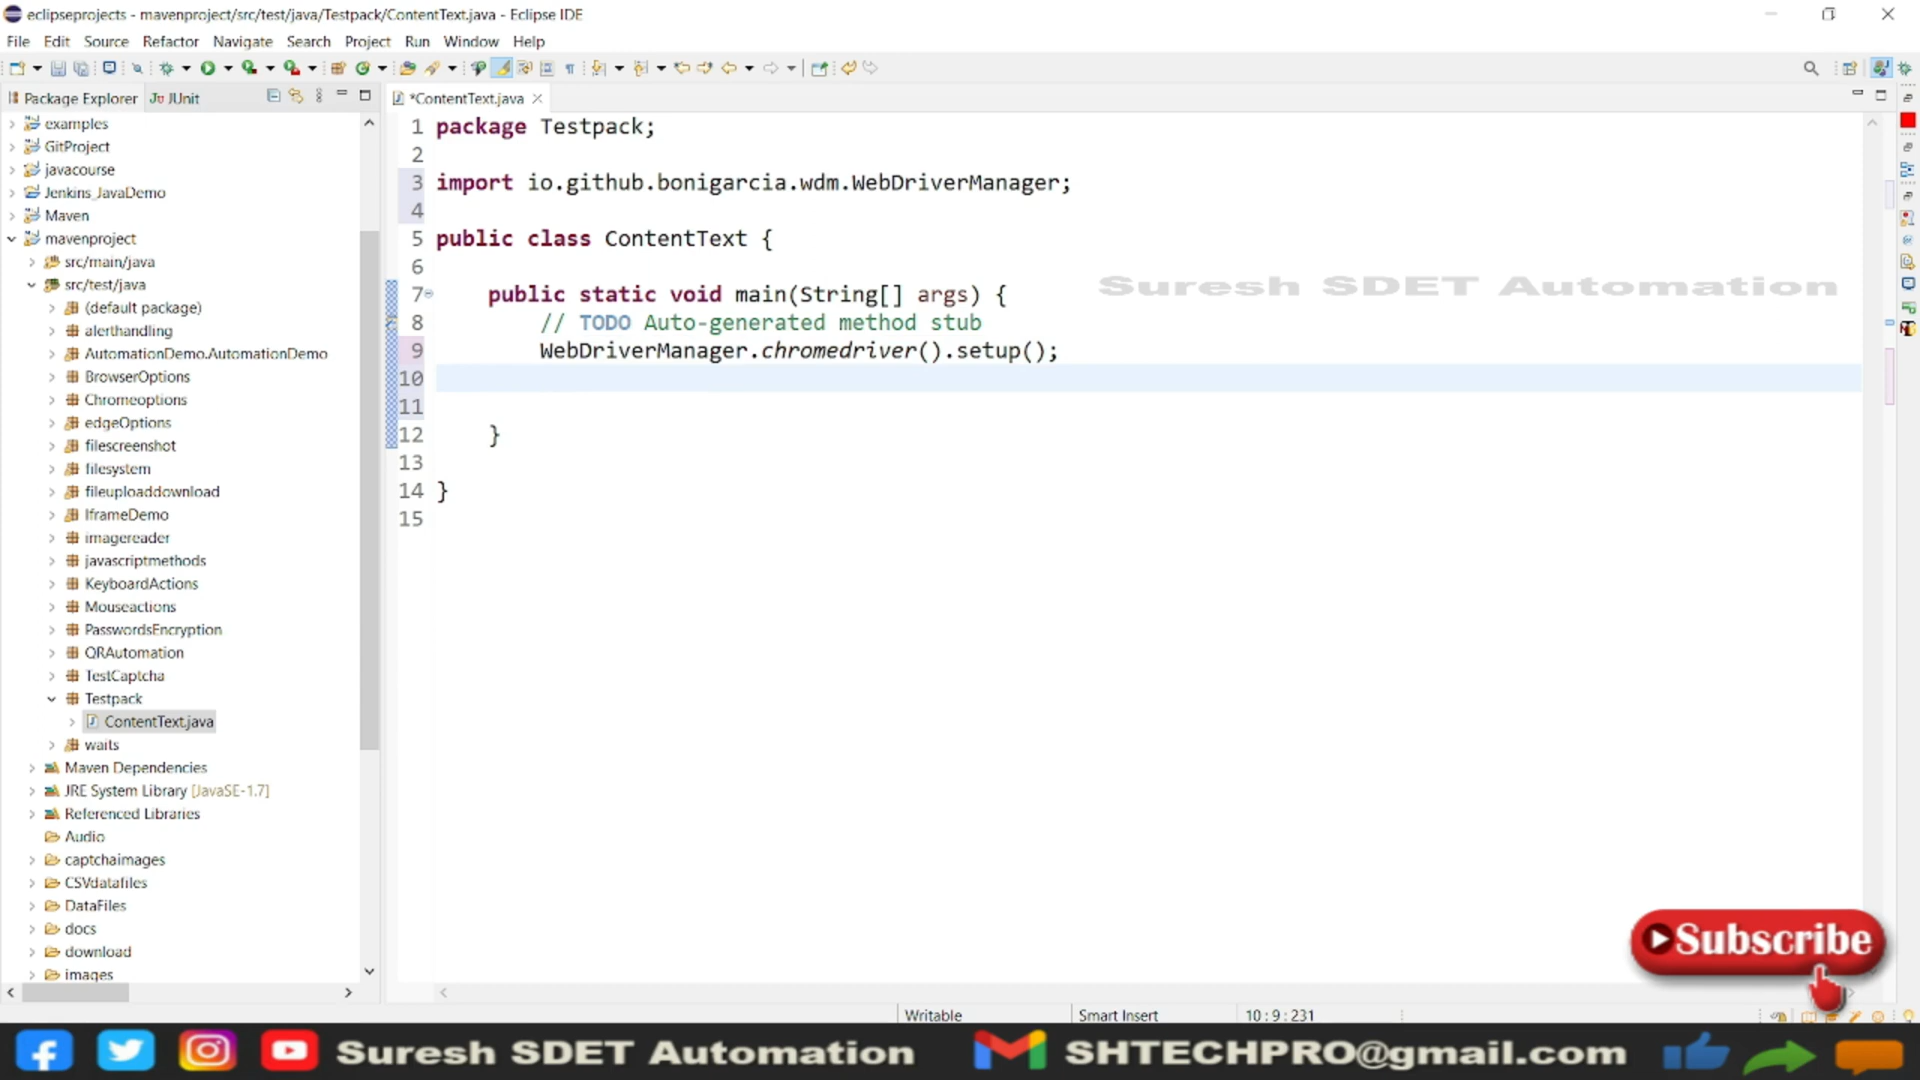 eclipseprojects - mavenproject/src/test/java/Testpack/ContentText.java - Eclipse IDE
File Edit Source Refactor Navigate Search Project Run Window Help
Package Explorer JUnit
*ContentText.java
examples
GitProject
javacourse
Jenkins_JavaDemo
Maven
mavenproject
src/main/java
src/test/java
(default package)
alerthandling
AutomationDemo.AutomationDemo
BrowserOptions
Chromeoptions
edgeOptions
filescreenshot
filesystem
fileuploaddownload
IframeDemo
imagereader
javascriptmethods
KeyboardActions
Mouseactions
PasswordsEncryption
QRAutomation
TestCaptcha
Testpack
ContentText.java
waits
Maven Dependencies
JRE System Library [JavaSE-1.7]
Referenced Libraries
Audio
captchaimages
CSVdatafiles
DataFiles
docs
download
images
1 package Testpack;
2
3 import io.github.bonigarcia.wdm.WebDriverManager;
4
5 public class ContentText {
6
7 public static void main(String[] args) {
8 // TODO Auto-generated method stub
9 WebDriverManager.chromedriver().setup();
10
11
12 }
13
14 }
15
Suresh SDET Automation
Subscribe
Writable Smart Insert 10 : 9 : 231
Suresh SDET Automation SHTECHPRO@gmail.com